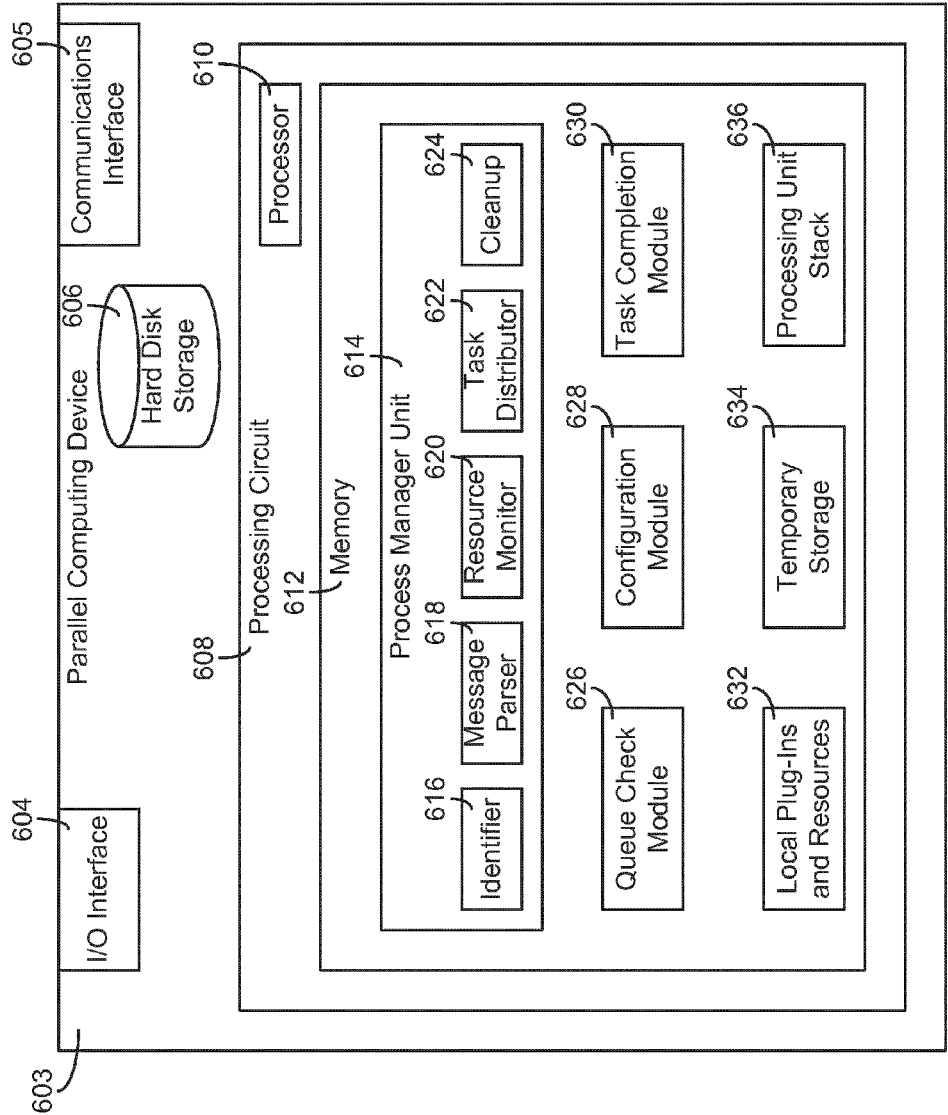 603
604
I/O Interface
Parallel Computing Device
606
Hard Disk
Storage
605
Communications
Interface
608
Processing Circuit
610
Processor
612
Memory
614
Process Manager Unit
616
Identifier
618
Message
Parser
620
Resource
Monitor
622
Task
Distributor
624
Cleanup
626
Queue Check
Module
628
Configuration
Module
630
Task Completion
Module
632
Local Plug-Ins
and Resources
634
Temporary
Storage
636
Processing Unit
Stack